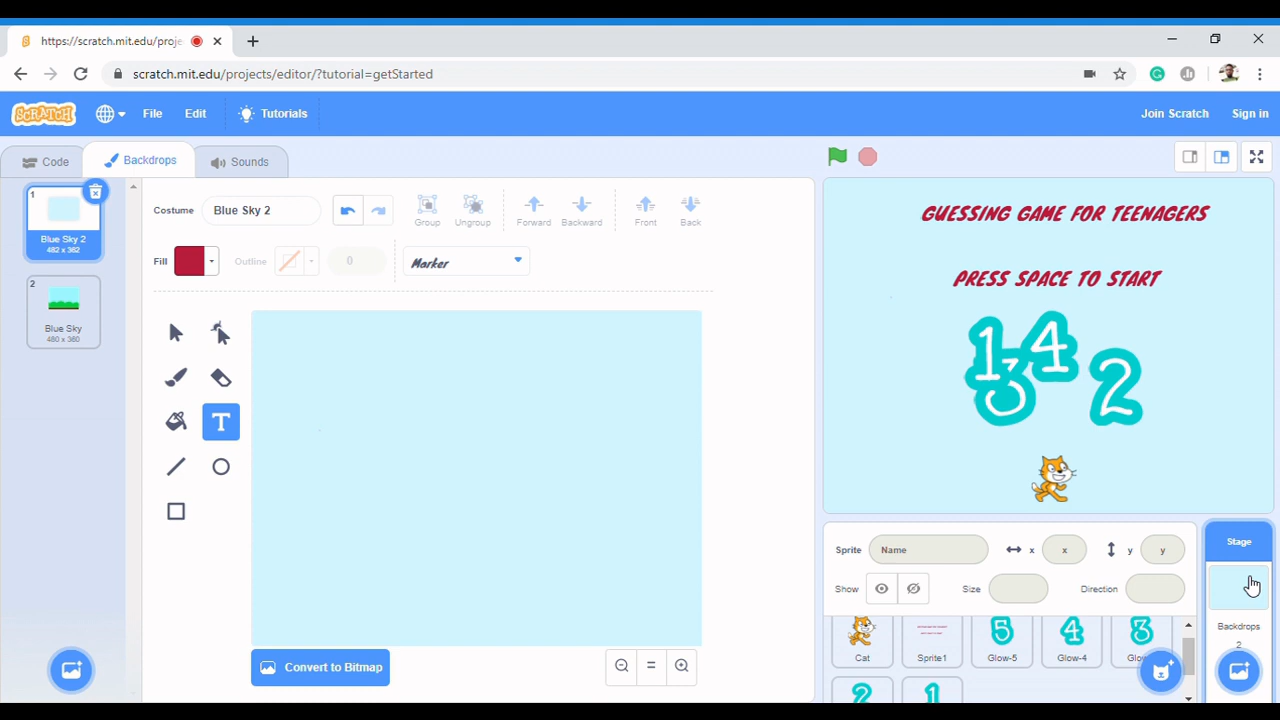 https://scratch.mit.edu/proje
scratch.mit.edu/projects/editor/?tutorial=getStarted
SCRATCH
File
Edit
Tutorials
Join Scratch
Sign in
Code
Backdrops
Sounds
1
Blue Sky 2
482 x 382
2
Blue Sky
480 x 360
Costume
Blue Sky 2
Group
Ungroup
Forward
Backward
Front
Back
Fill
Outline
0
Marker
T
Convert to Bitmap
GUESSING GAME FOR TEENAGERS
PRESS SPACE TO START
1 4
3 2
Sprite
Name
x
x
y
y
Show
Size
Direction
Stage
Backdrops
2
5
4
3
Cat
Sprite1
Glow-5
Glow-4
Glow
2
1